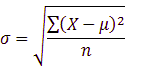 σ = √(∑(X − μ)²/n)